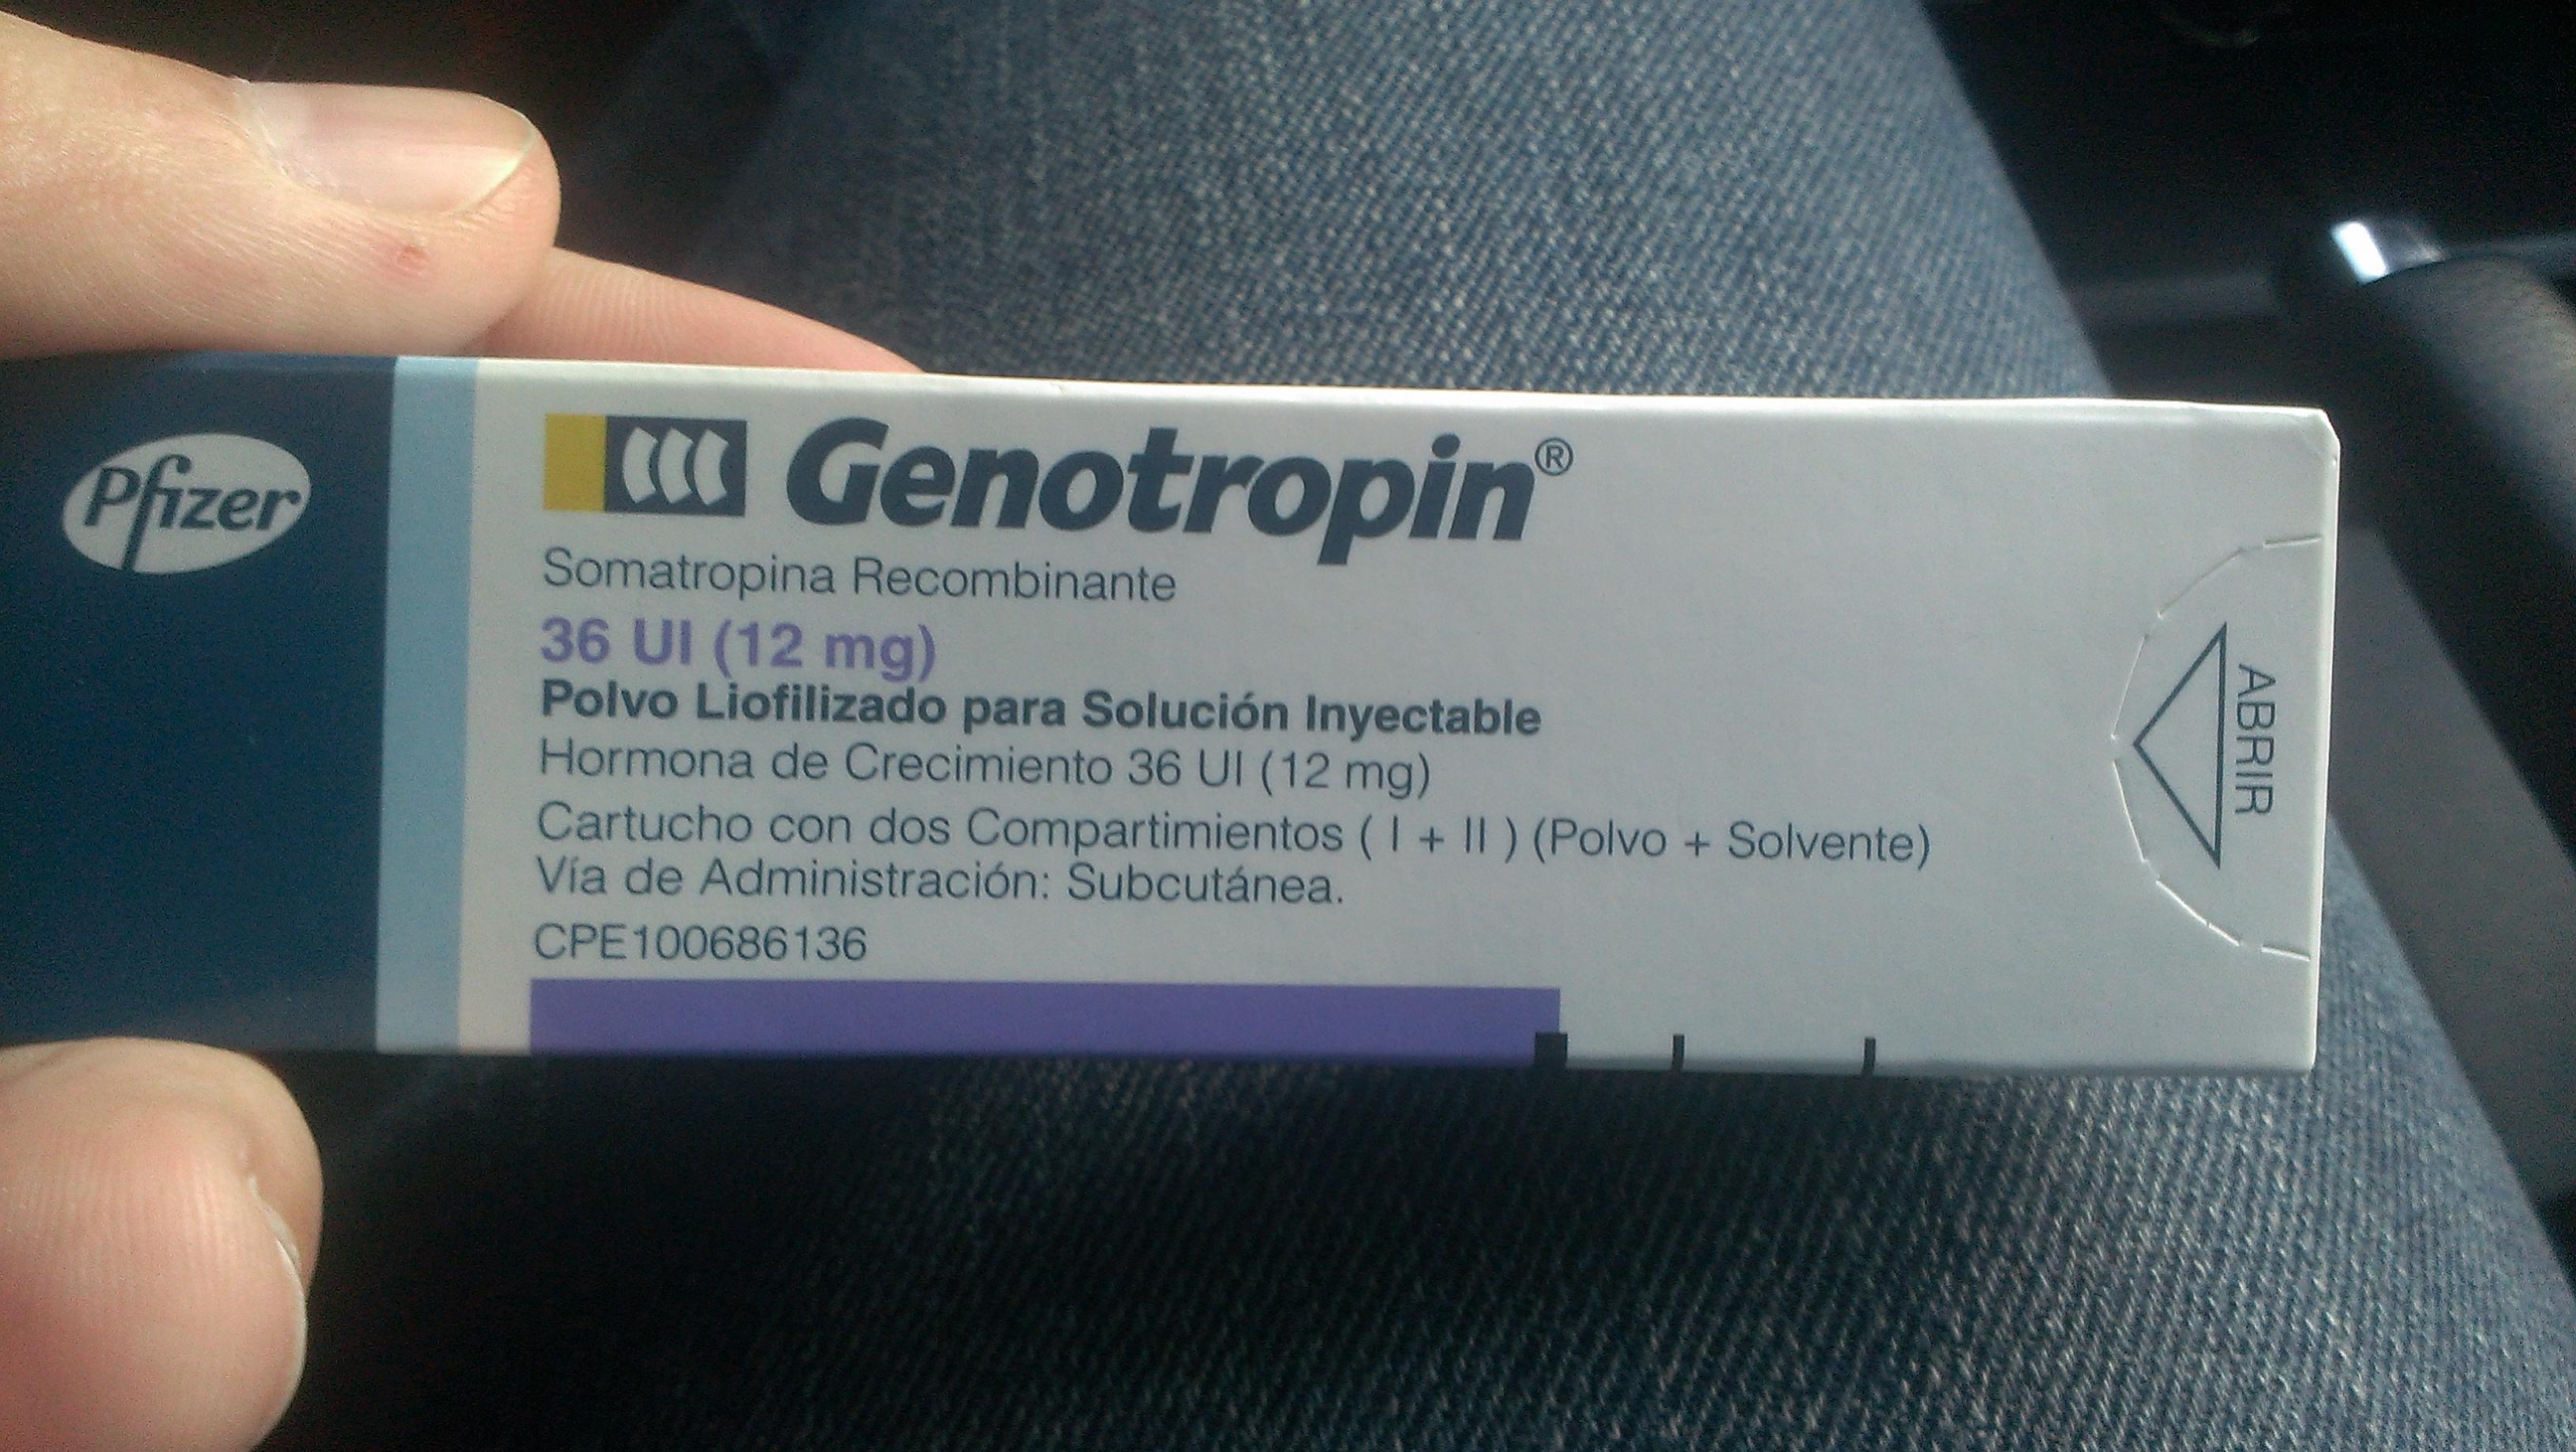 Pfizer
Genotropin®
Somatropina Recombinante
36 UI (12 mg)
Polvo Liofilizado para Solución Inyectable
Hormona de Crecimiento 36 UI (12 mg)
Cartucho con dos Compartimientos ( I + II ) (Polvo + Solvente)
Vía de Administración: Subcutánea.
CPE100686136
ABRIR